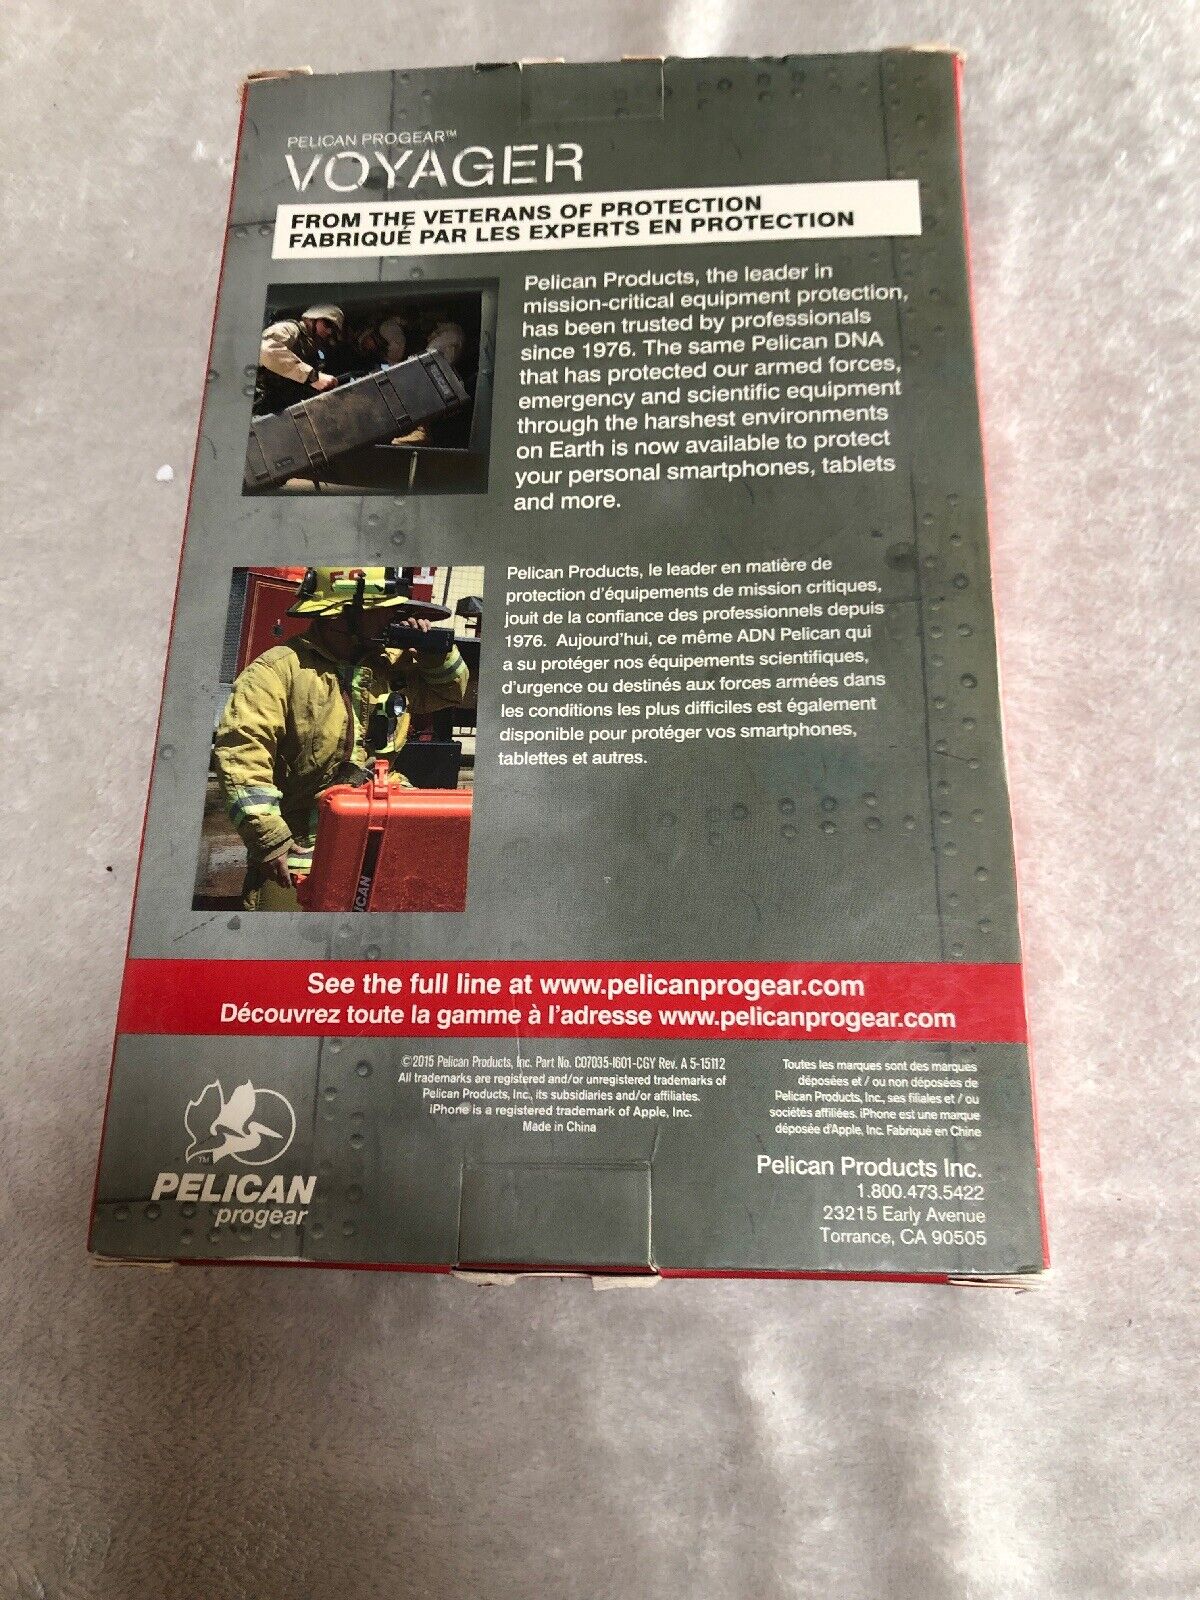 PELICAN PROGEAR™
VOYAGER
FROM THE VETERANS OF PROTECTION
FABRIQUÉ PAR LES EXPERTS EN PROTECTION
Pelican Products, the leader in
mission-critical equipment protection,
has been trusted by professionals
since 1976. The same Pelican DNA
that has protected our armed forces,
emergency and scientific equipment
through the harshest environments
on Earth is now available to protect
your personal smartphones, tablets
and more.
Pelican Products, le leader en matière de
protection d'équipements de mission critiques,
jouit de la confiance des professionnels depuis
1976. Aujourd'hui, ce même ADN Pelican qui
a su protéger nos équipements scientifiques,
d'urgence ou destinés aux forces armées dans
les conditions les plus difficiles est également
disponible pour protéger vos smartphones,
tablettes et autres.
See the full line at www.pelicanprogear.com
Découvrez toute la gamme à l'adresse www.pelicanprogear.com
©2015 Pelican Products, Inc. Part No. C07035-I601-CGY Rev. A 5-15112
All trademarks are registered and/or unregistered trademarks of
Pelican Products, Inc., its subsidiaries and/or affiliates.
iPhone is a registered trademark of Apple, Inc.
Made in China
Toutes les marques sont des marques
déposées et / ou non déposées de
Pelican Products, Inc., ses filiales et / ou
sociétés affiliées. iPhone est une marque
déposée d'Apple, Inc. Fabriqué en Chine
TM
PELICAN
progear
Pelican Products Inc.
1.800.473.5422
23215 Early Avenue
Torrance, CA 90505